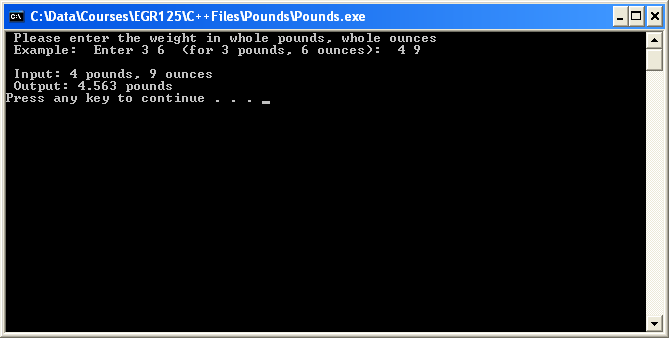 C:\Data\Courses\EGR125\C++Files\Pounds\Pounds.exe
Please enter the weight in whole pounds, whole ounces
Example:  Enter 3 6  (for 3 pounds, 6 ounces):  4 9
Input: 4 pounds, 9 ounces
Output: 4.563 pounds
Press any key to continue . . .